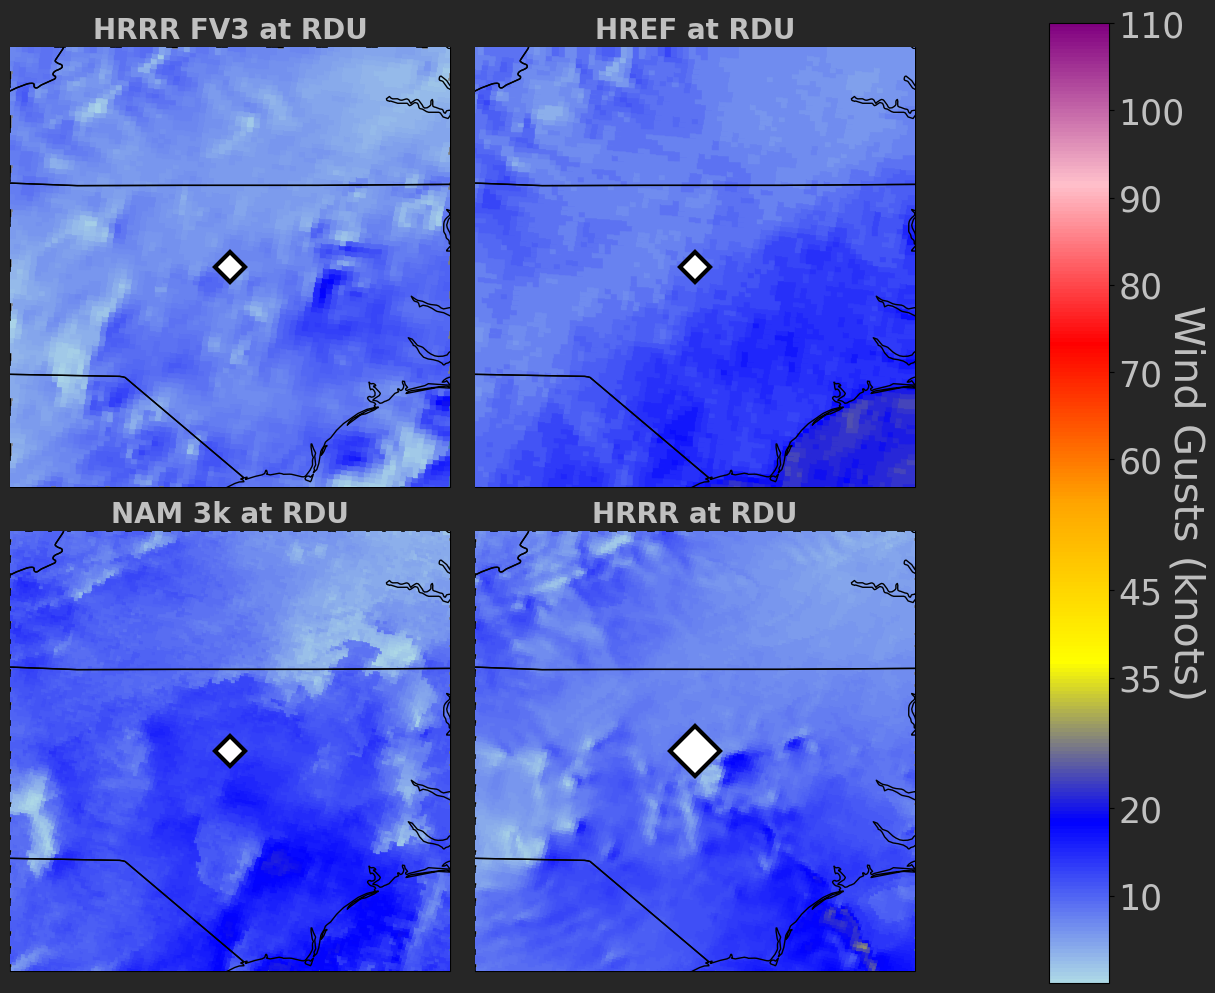 HRRR FV3 at RDU
HREF at RDU
NAM 3k at RDU
HRRR at RDU
110
100
90
80
70
60
45
35
20
10
Wind Gusts (knots)